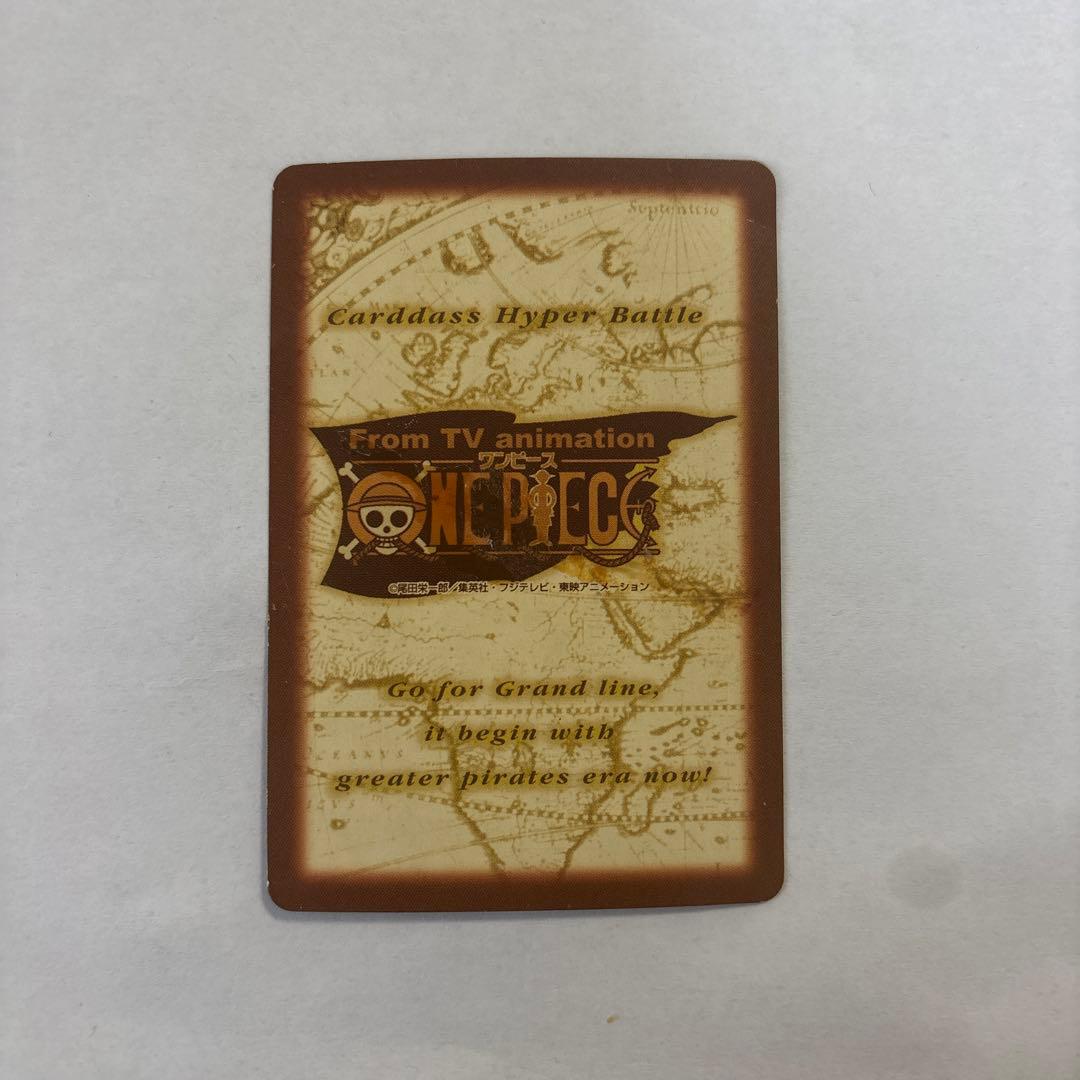 Septentrio
Carddass Hyper Battle
From TV animation
ワンピース
ONE PIECE
©尾田栄一郎/集英社・フジテレビ・東映アニメーション
Go for Grand line,
it begin with
EANVS
greater pirates era now!